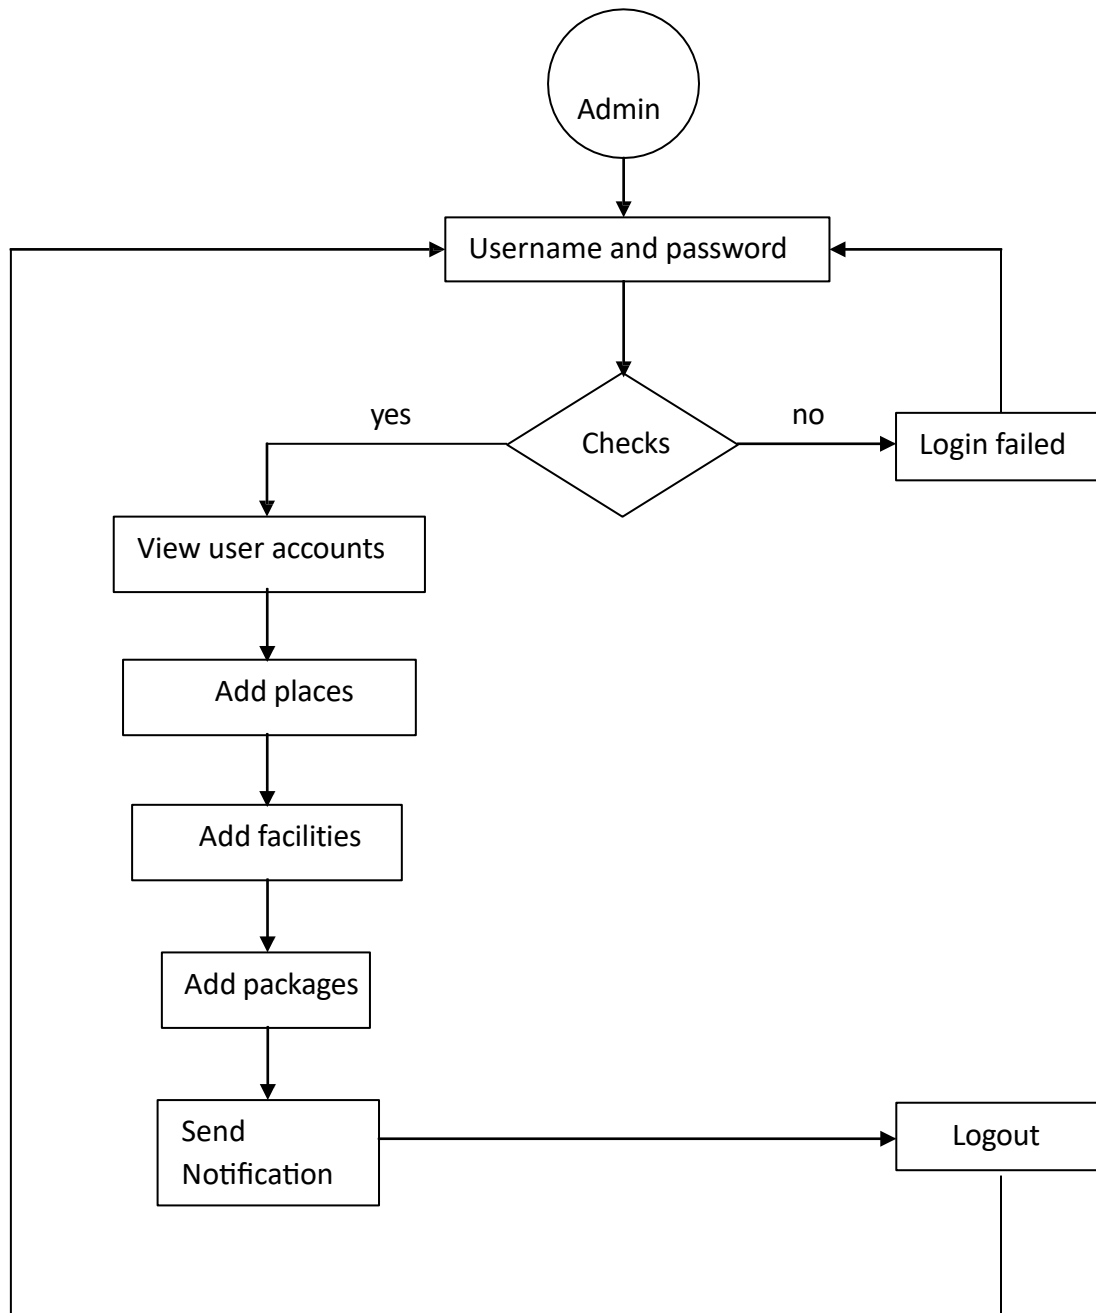 Admin
Username and password
yes
no
Checks
Login failed
View user accounts
Add places
Add facilities
Add packages
Send
Notification
Logout